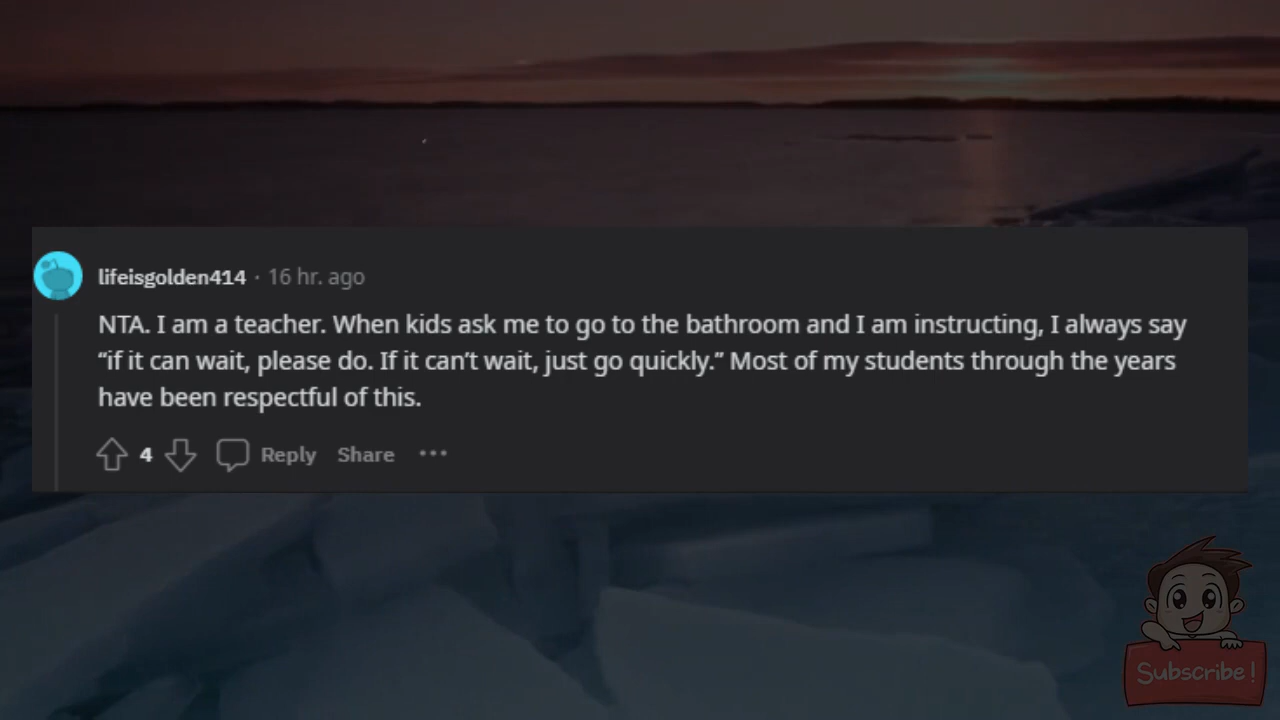 lifeisgolden414 · 16 hr. ago
NTA. I am a teacher. When kids ask me to go to the bathroom and I am instructing, I always say
“if it can wait, please do. If it can’t wait, just go quickly.” Most of my students through the years
have been respectful of this.
4 Reply Share ···
Subscribe!